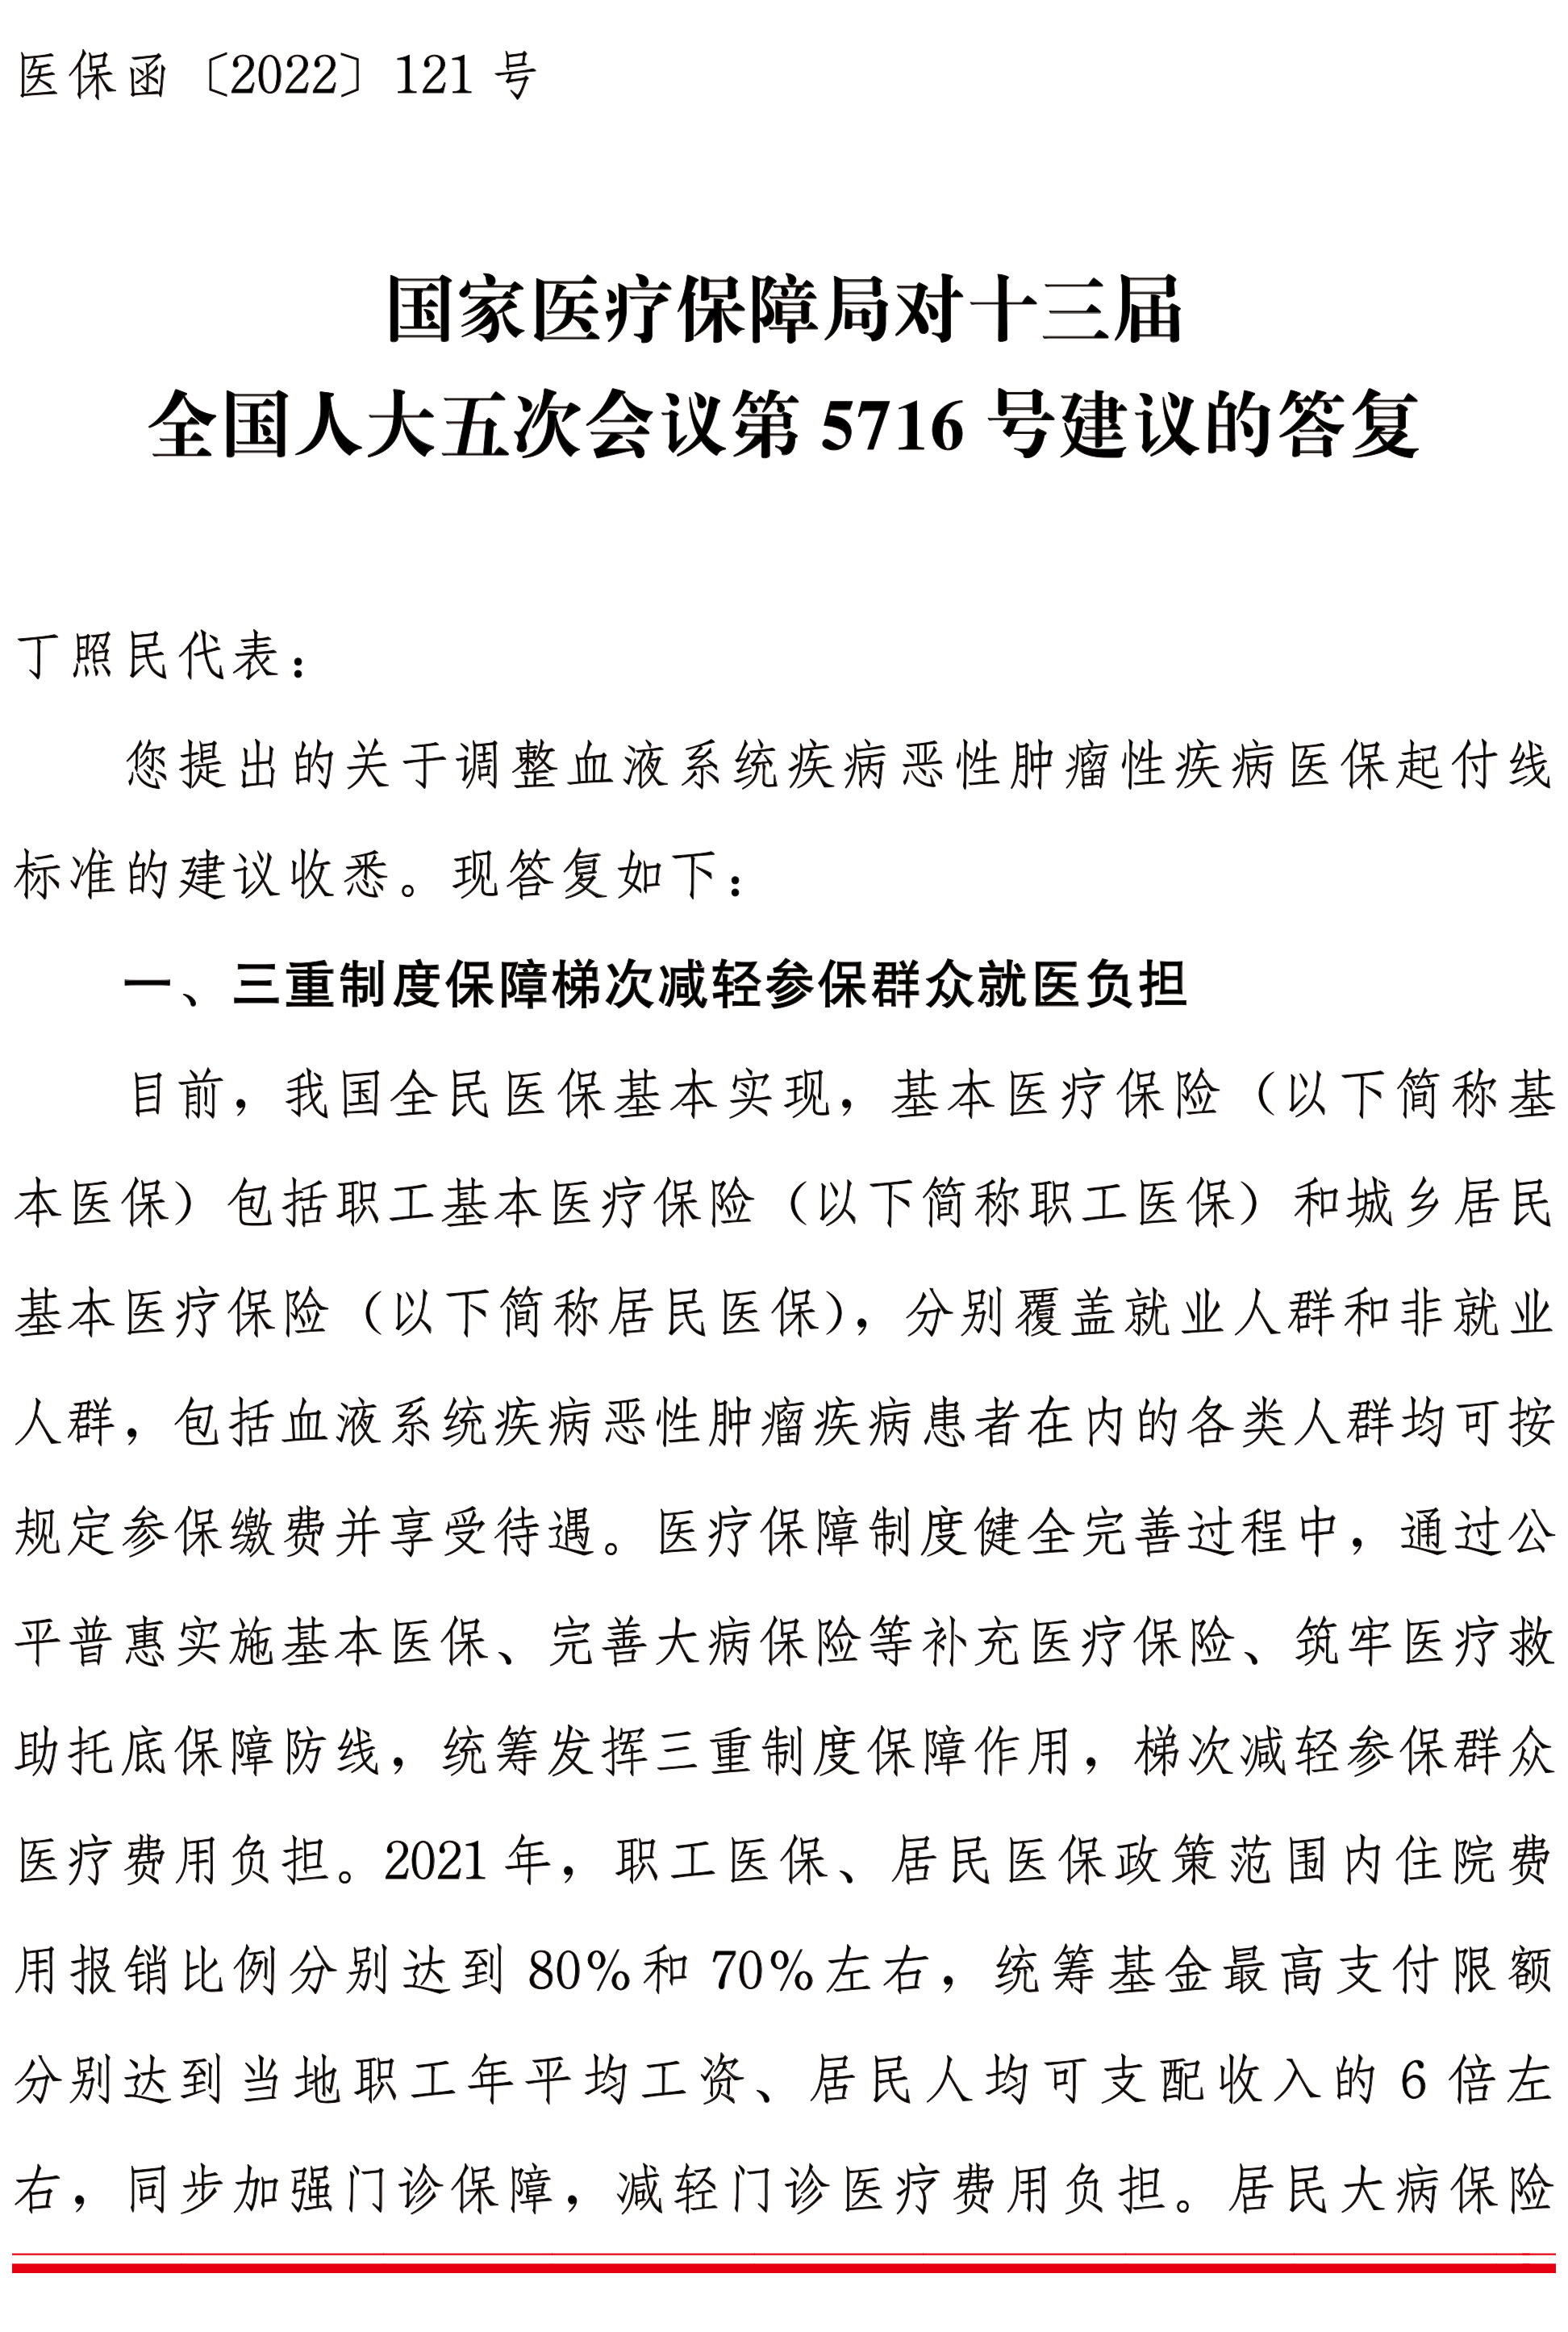 医保函〔2022〕121 号
国家医疗保障局对十三届
全国人大五次会议第 5716 号建议的答复
丁照民代表：
您提出的关于调整血液系统疾病恶性肿瘤性疾病医保起付线
标准的建议收悉。现答复如下：
一、三重制度保障梯次减轻参保群众就医负担
目前，我国全民医保基本实现，基本医疗保险（以下简称基
本医保）包括职工基本医疗保险（以下简称职工医保）和城乡居民
基本医疗保险（以下简称居民医保），分别覆盖就业人群和非就业
人群，包括血液系统疾病恶性肿瘤疾病患者在内的各类人群均可按
规定参保缴费并享受待遇。医疗保障制度健全完善过程中，通过公
平普惠实施基本医保、完善大病保险等补充医疗保险、筑牢医疗救
助托底保障防线，统筹发挥三重制度保障作用，梯次减轻参保群众
医疗费用负担。2021 年，职工医保、居民医保政策范围内住院费
用报销比例分别达到 80%和 70%左右，统筹基金最高支付限额
分别达到当地职工年平均工资、居民人均可支配收入的 6 倍左
右，同步加强门诊保障，减轻门诊医疗费用负担。居民大病保险